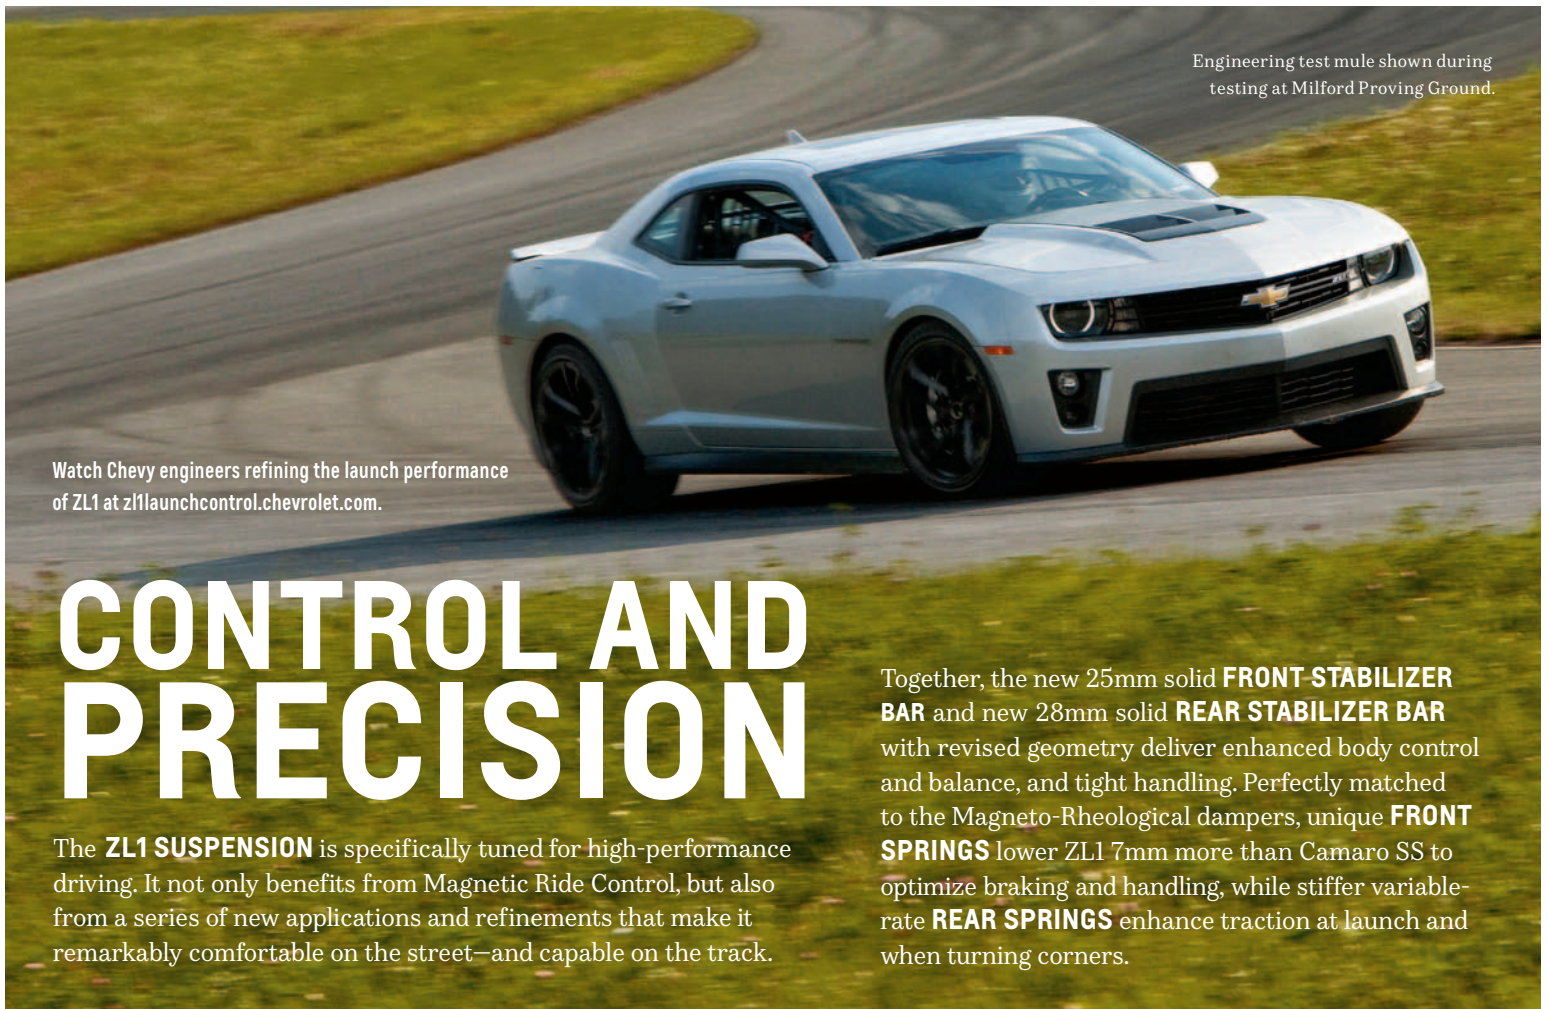 Engineering test mule shown during
testing at Milford Proving Ground.
Watch Chevy engineers refining the launch performance
of ZL1 at zl1launchcontrol.chevrolet.com.
CONTROL AND
PRECISION
The ZL1 SUSPENSION is specifically tuned for high-performance
driving. It not only benefits from Magnetic Ride Control, but also
from a series of new applications and refinements that make it
remarkably comfortable on the street—and capable on the track.
Together, the new 25mm solid FRONT STABILIZER
BAR and new 28mm solid REAR STABILIZER BAR
with revised geometry deliver enhanced body control
and balance, and tight handling. Perfectly matched
to the Magneto-Rheological dampers, unique FRONT
SPRINGS lower ZL1 7mm more than Camaro SS to
optimize braking and handling, while stiffer variable-
rate REAR SPRINGS enhance traction at launch and
when turning corners.